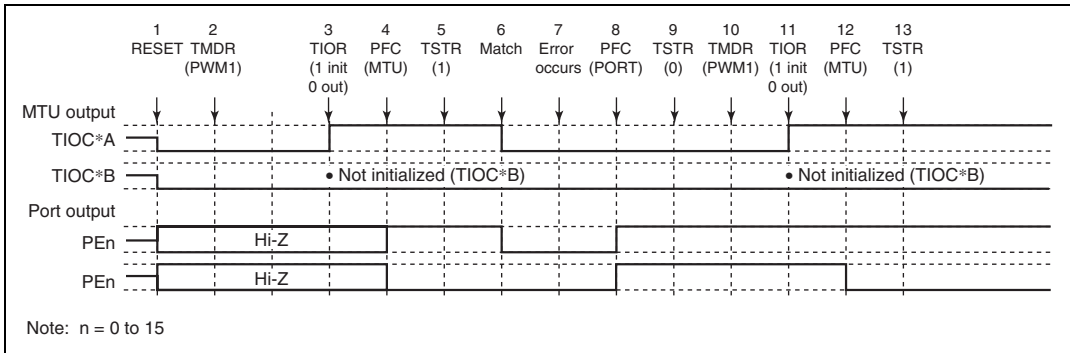 1 2 3 4 5 6 7 8 9 10 11 12 13
RESET TMDR TIOR PFC TSTR Match Error PFC TSTR TMDR TIOR PFC TSTR
(PWM1) (1 init (MTU) (1) occurs (PORT) (0) (PWM1) (1 init (MTU) (1)
0 out) 0 out)
MTU output
TIOC*A
TIOC*B • Not initialized (TIOC*B) • Not initialized (TIOC*B)
Port output
PEn Hi-Z
PEn Hi-Z
Note: n = 0 to 15